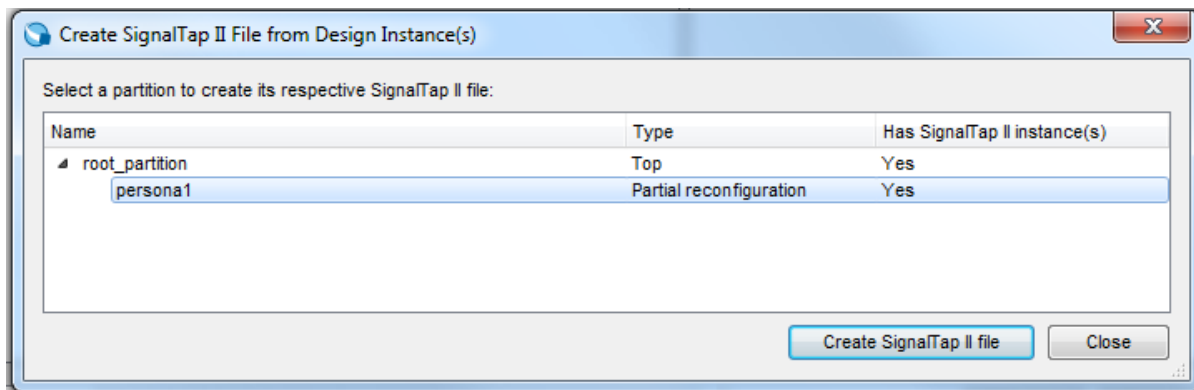 Create SignalTap II File from Design Instance(s)
Select a partition to create its respective SignalTap II file:
Name Type Has SignalTap II instance(s)
root_partition Top Yes
persona1 Partial reconfiguration Yes
Create SignalTap II file Close